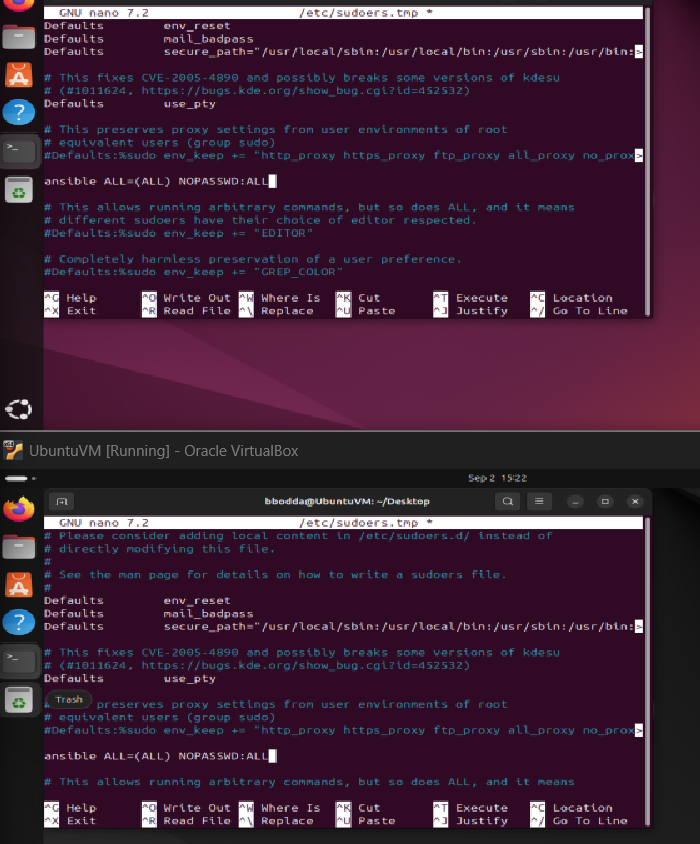 GNU nano 7.2 /etc/sudoers.tmp *
Defaults env_reset
Defaults mail_badpass
Defaults secure_path="/usr/local/sbin:/usr/local/bin:/usr/sbin:/usr/bin:>
# This fixes CVE-2005-4890 and possibly breaks some versions of kdesu
# (#1011624, https://bugs.kde.org/show_bug.cgi?id=452532)
Defaults use_pty
# This preserves proxy settings from user environments of root
# equivalent users (group sudo)
#Defaults:%sudo env_keep += "http_proxy https_proxy ftp_proxy all_proxy no_prox>
ansible ALL=(ALL) NOPASSWD:ALL
# This allows running arbitrary commands, but so does ALL, and it means
# different sudoers have their choice of editor respected.
#Defaults:%sudo env_keep += "EDITOR"
# Completely harmless preservation of a user preference.
#Defaults:%sudo env_keep += "GREP_COLOR"
^G Help ^O Write Out ^W Where Is ^K Cut ^T Execute ^C Location
^X Exit ^R Read File ^\ Replace ^U Paste ^J Justify ^/ Go To Line
UbuntuVM [Running] - Oracle VirtualBox
Sep 2 15:22
bbodda@UbuntuVM: ~/Desktop
GNU nano 7.2 /etc/sudoers.tmp *
# Please consider adding local content in /etc/sudoers.d/ instead of
# directly modifying this file.
#
# See the man page for details on how to write a sudoers file.
#
Defaults env_reset
Defaults mail_badpass
Defaults secure_path="/usr/local/sbin:/usr/local/bin:/usr/sbin:/usr/bin:>
# This fixes CVE-2005-4890 and possibly breaks some versions of kdesu
# (#1011624, https://bugs.kde.org/show_bug.cgi?id=452532)
Defaults use_pty
Trash preserves proxy settings from user environments of root
# equivalent users (group sudo)
#Defaults:%sudo env_keep += "http_proxy https_proxy ftp_proxy all_proxy no_prox>
ansible ALL=(ALL) NOPASSWD:ALL
# This allows running arbitrary commands, but so does ALL, and it means
^G Help ^O Write Out ^W Where Is ^K Cut ^T Execute ^C Location
^X Exit ^R Read File ^\ Replace ^U Paste ^J Justify ^/ Go To Line